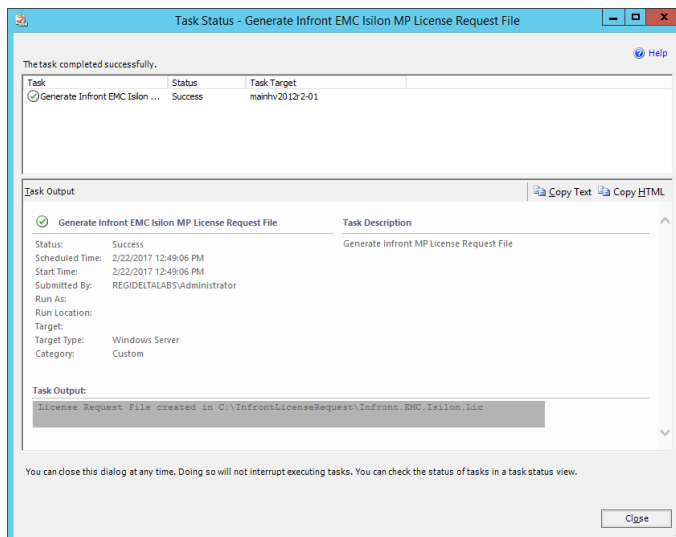 Task Status - Generate Infront EMC Isilon MP License Request File
Help
The task completed successfully.
Task Status Task Target
Generate Infront EMC Isilon ... Success mainhv2012r2-01
Task Output Copy Text Copy HTML
Generate Infront EMC Isilon MP License Request File Task Description
Status: Success Generate Infront MP License Request File
Scheduled Time: 2/22/2017 12:49:06 PM
Start Time: 2/22/2017 12:49:06 PM
Submitted By: REGIDELTALABS\Administrator
Run As:
Run Location:
Target:
Target Type: Windows Server
Category: Custom
Task Output:
License Request File created in C:\InfrontLicenseRequest\Infront.EMC.Isilon.Lic
You can close this dialog at any time. Doing so will not interrupt executing tasks. You can check the status of tasks in a task status view.
Close